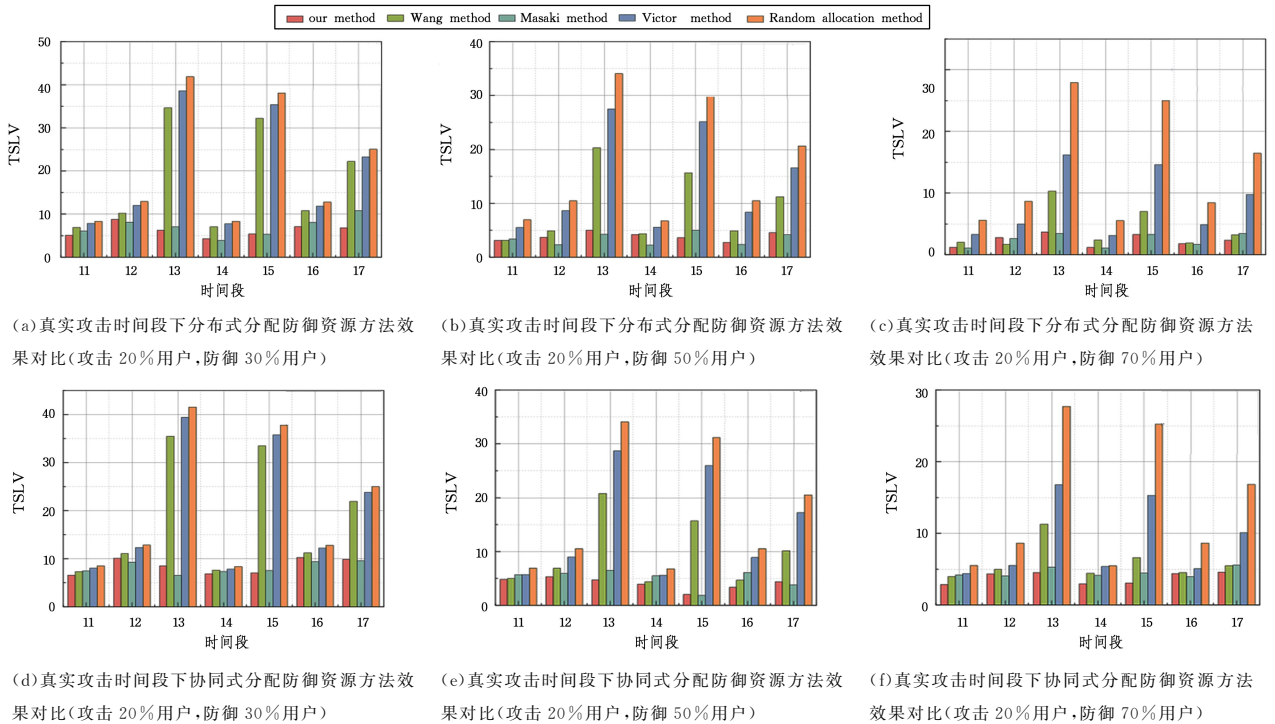 our method Wang method Masaki method Victor method Random allocation method
50
40
30
20
10
0
TSLV
11 12 13 14 15 16 17
时间段
(a)真实攻击时间段下分布式分配防御资源方法效
果对比(攻击 20%用户,防御 30%用户)
40
30
20
10
0
TSLV
11 12 13 14 15 16 17
时间段
(b)真实攻击时间段下分布式分配防御资源方法效
果对比(攻击 20%用户,防御 50%用户)
30
20
10
0
TSLV
11 12 13 14 15 16 17
时间段
(c)真实攻击时间段下分布式分配防御资源方法
效果对比(攻击 20%用户,防御 70%用户)
40
30
20
10
0
TSLV
11 12 13 14 15 16 17
时间段
(d)真实攻击时间段下协同式分配防御资源方法效
果对比(攻击 20%用户,防御 30%用户)
40
30
20
10
0
TSLV
11 12 13 14 15 16 17
时间段
(e)真实攻击时间段下协同式分配防御资源方法效
果对比(攻击 20%用户,防御 50%用户)
30
20
10
0
TSLV
11 12 13 14 15 16 17
时间段
(f)真实攻击时间段下协同式分配防御资源方法
效果对比(攻击 20%用户,防御 70%用户)